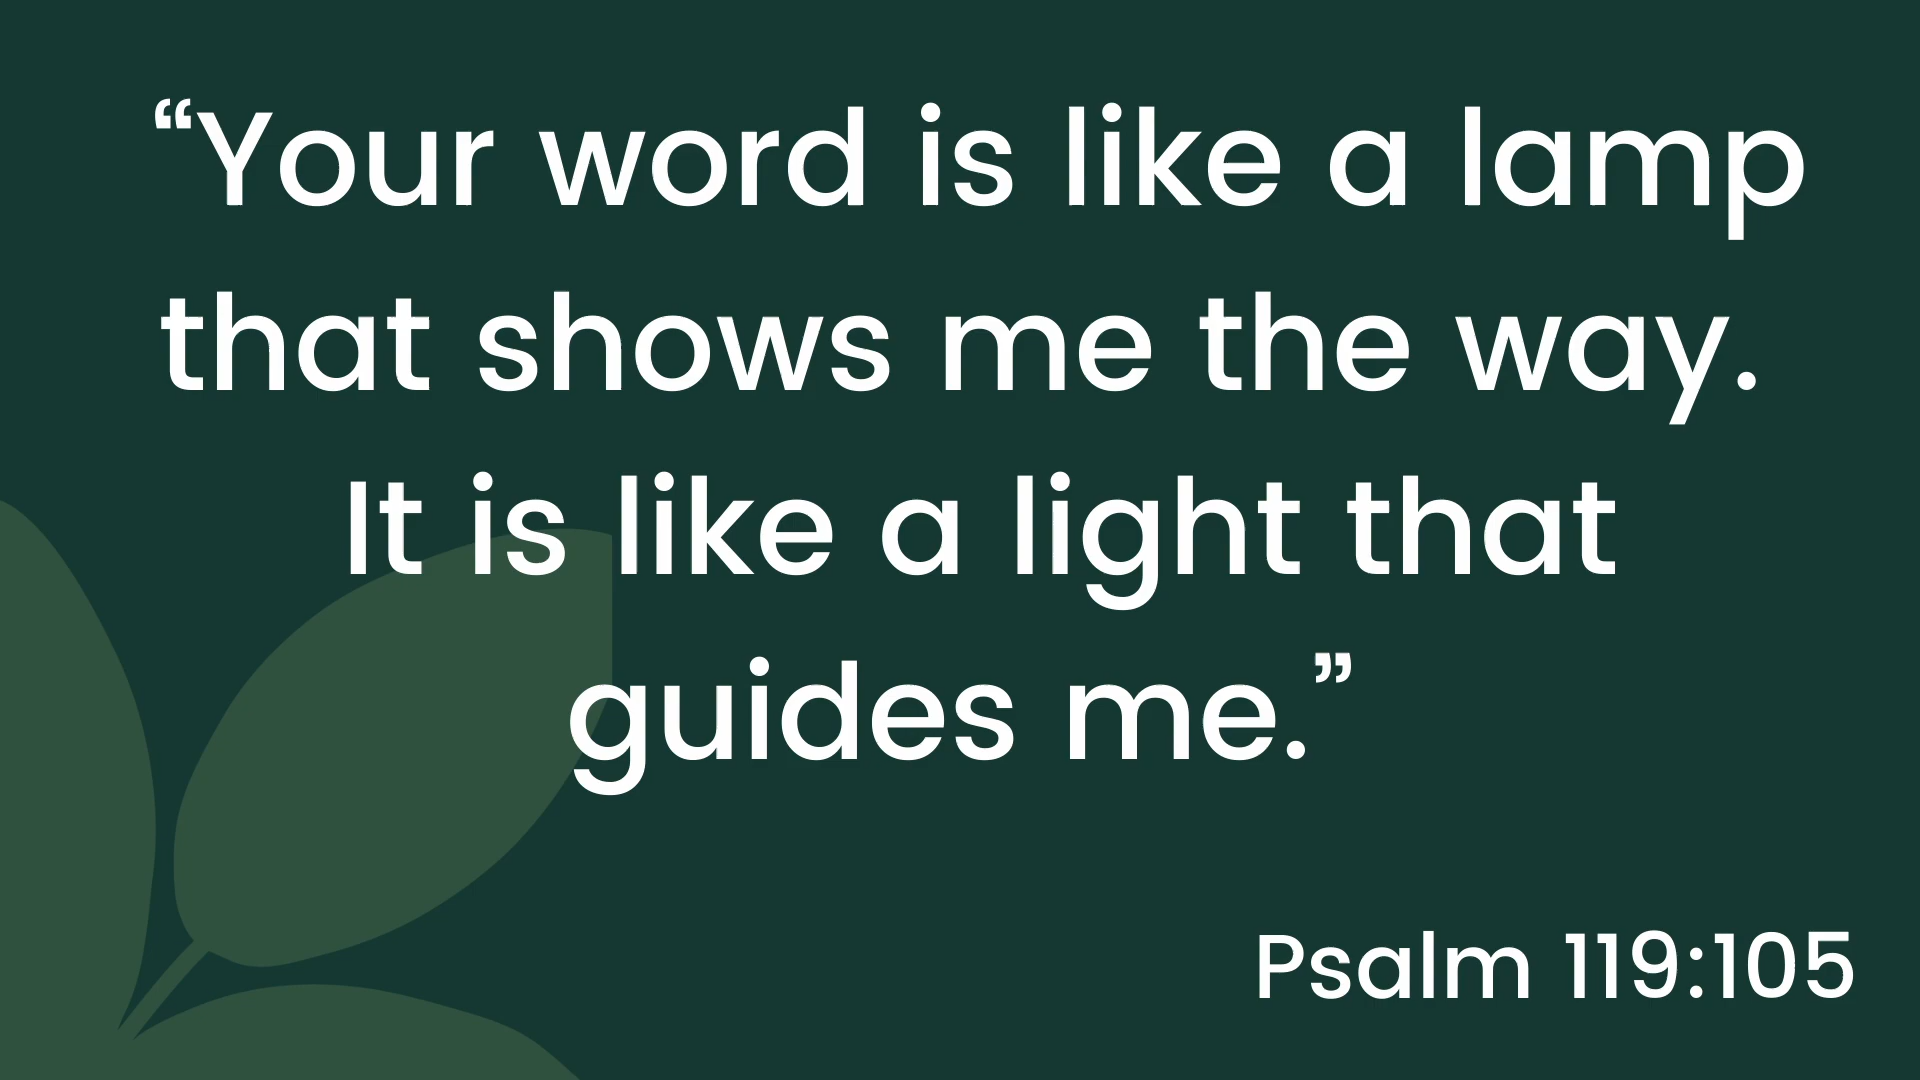 “Your word is like a lamp
that shows me the way.
It is like a light that
guides me.”
Psalm 119:105